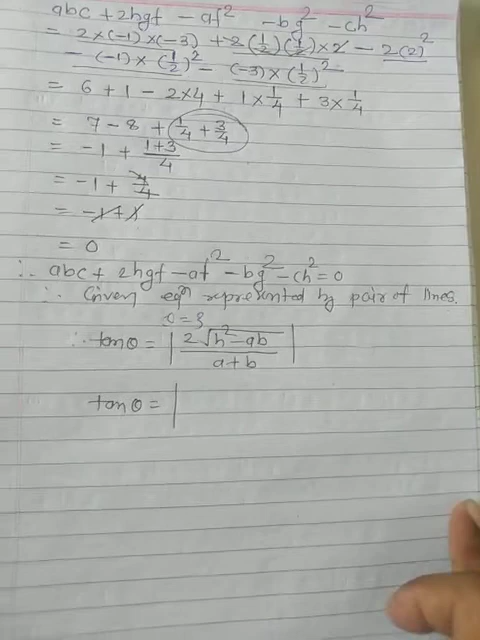 abc + 2hgf - af² - bg² - ch²
= 2×(-1)×(-3) + 2(1/2)(1/2)×2 - 2(2)²
- (-1)×(1/2)² - (-3)×(1/2)²
= 6 + 1 - 2×4 + 1×1/4 + 3×1/4
= 7 - 8 + 1/4 + 3/4
= -1 + (1+3)/4
= -1 + 4/4
= -1 + 1
= 0
∴ abc + 2hgf - af² - bg² - ch² = 0
∴ Given eqⁿ represented by pair of lines.
∴ tanθ = | 2√(h²-ab) / (a+b) |
tanθ = |